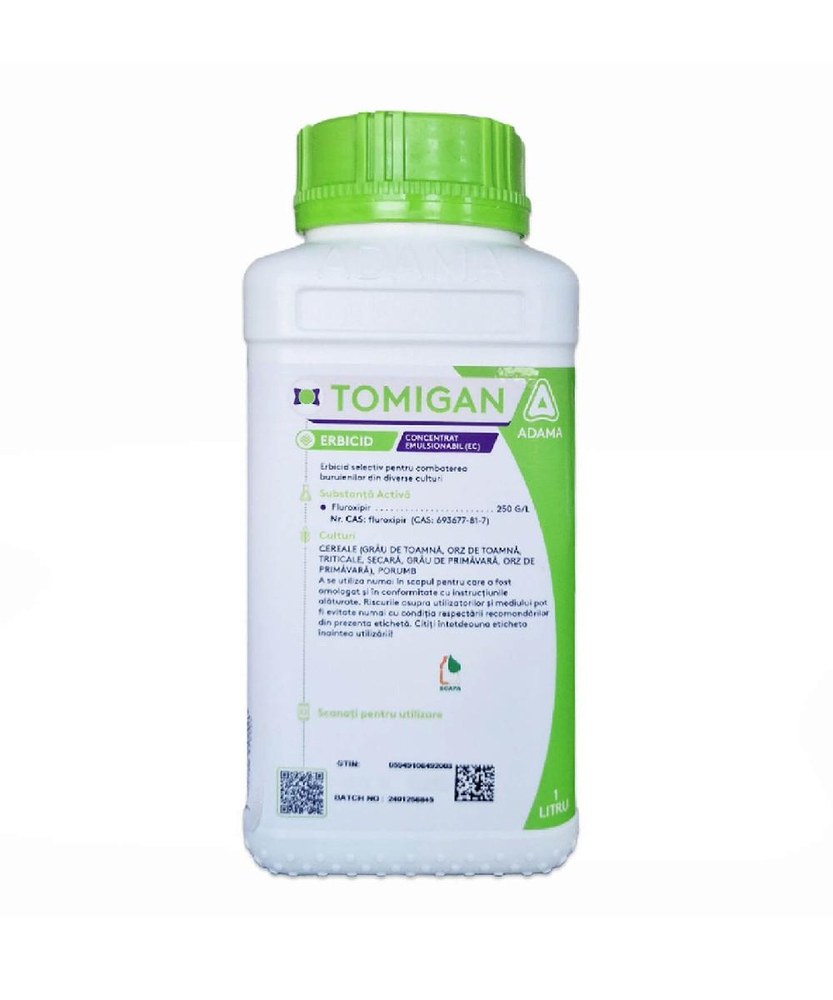 ADAMA
TOMIGAN
ADAMA
ERBICID
CONCENTRAT
EMULSIONABIL (EC)
Erbicid selectiv pentru combaterea
buruienilor din diverse culturi
Substanță Activă
Fluroxipir ........................ 250 G/L
Nr. CAS: fluroxipir (CAS: 693677-81-7)
Culturi
CEREALE (GRÂU DE TOAMNĂ, ORZ DE TOAMNĂ,
TRITICALE, SECARĂ, GRÂU DE PRIMĂVARĂ, ORZ DE
PRIMĂVARĂ), PORUMB
A se utiliza numai în scopul pentru care a fost
omologat și în conformitate cu instrucțiunile
alăturate. Riscurile asupra utilizatorilor și mediului pot
fi evitate numai cu condiția respectării recomandărilor
din prezenta etichetă. Citiți întotdeauna eticheta
înaintea utilizării!
Scanați pentru utilizare
GTIN:
BATCH NO : 2401256845
1
LITRU